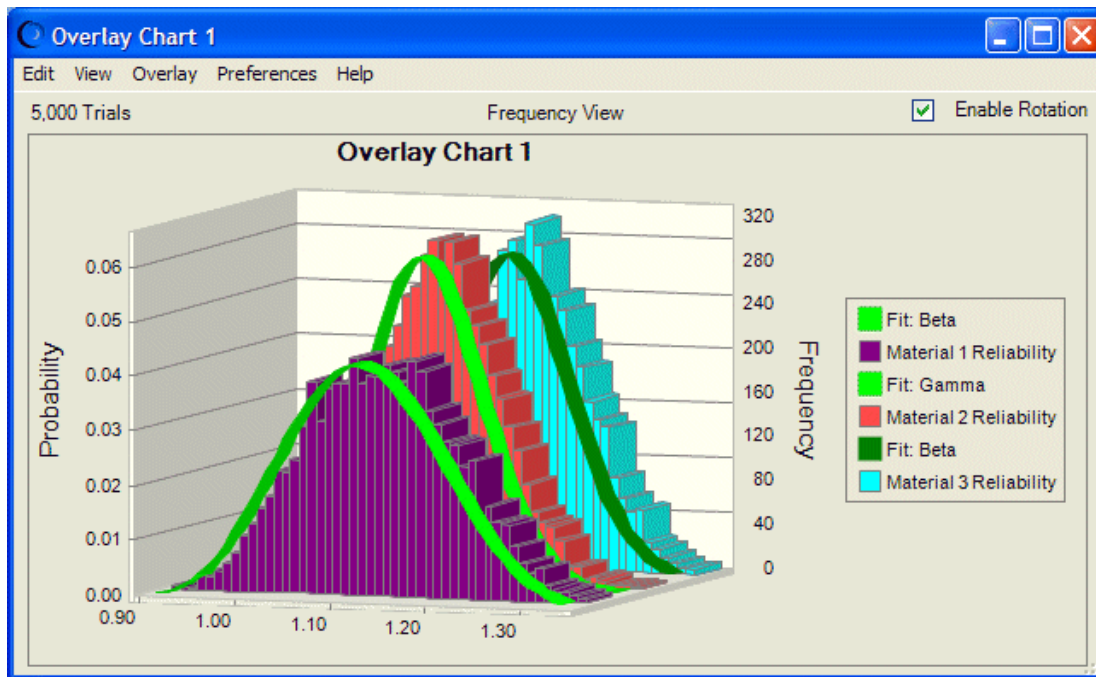 Overlay Chart 1
Edit View Overlay Preferences Help
5,000 Trials Frequency View Enable Rotation
Overlay Chart 1
Probability
0.06
0.05
0.04
0.03
0.02
0.01
0.00
0.90 1.00 1.10 1.20 1.30
320
280
240
200
160
120
80
40
0
Frequency
Fit: Beta
Material 1 Reliability
Fit: Gamma
Material 2 Reliability
Fit: Beta
Material 3 Reliability